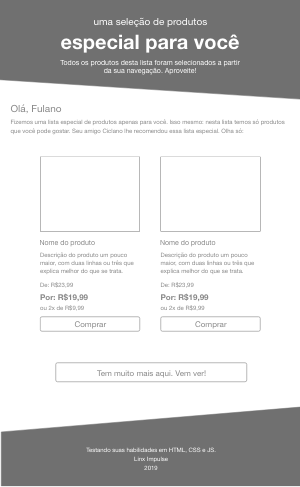 uma seleção de produtos
especial para você
Todos os produtos desta lista foram selecionados a partir
da sua navegação. Aproveite!
Olá, Fulano
Fizemos uma lista especial de produtos apenas para você. Isso mesmo: nesta lista temos só produtos
que você pode gostar. Seu amigo Ciclano lhe recomendou essa lista especial. Olha só:
Nome do produto
Descrição do produto um pouco
maior, com duas linhas ou três que
explica melhor do que se trata.
De: R$23,99
Por: R$19,99
ou 2x de R$9,99
Comprar
Nome do produto
Descrição do produto um pouco
maior, com duas linhas ou três que
explica melhor do que se trata.
De: R$23,99
Por: R$19,99
ou 2x de R$9,99
Comprar
Tem muito mais aqui. Vem ver!
Testando suas habilidades em HTML, CSS e JS.
Linx Impulse
2019